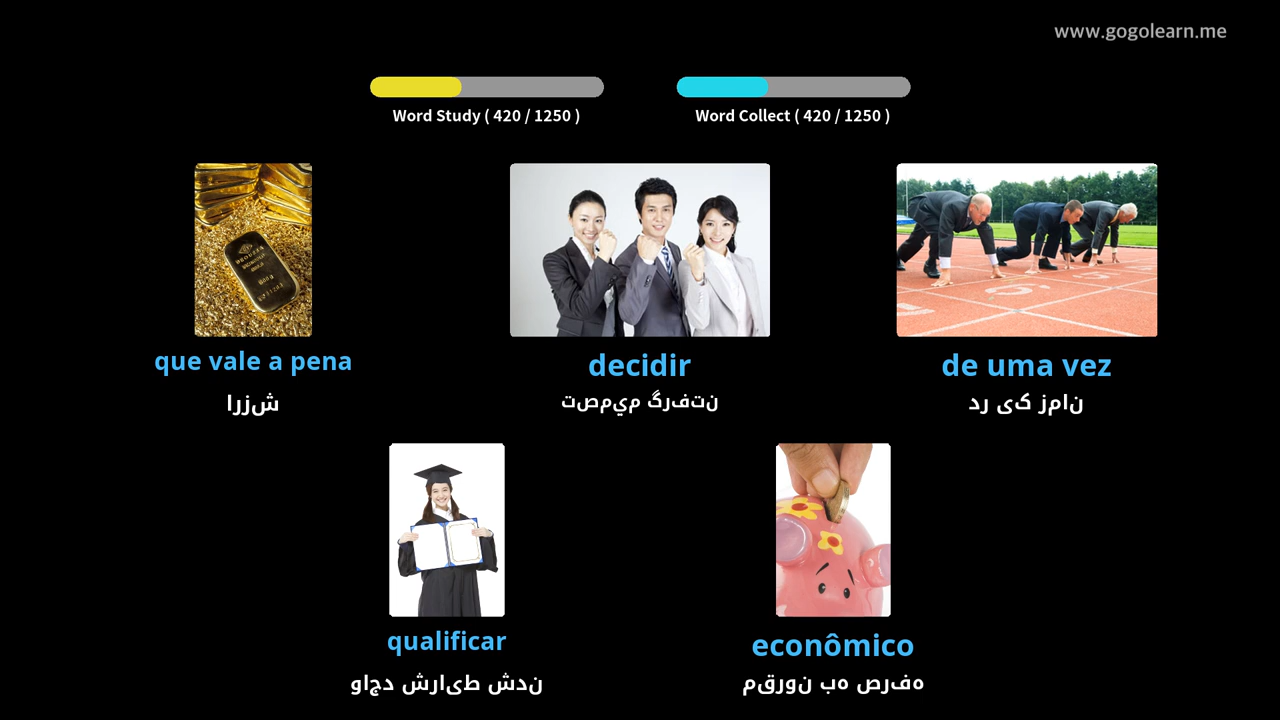 www.gogolearn.me
Word Study ( 420 / 1250 )
Word Collect ( 420 / 1250 )
que vale a pena
ارزش
decidir
تصميم گرفتن
de uma vez
در یک زمان
qualificar
واجد شرایط شدن
econômico
مقرون به صرفه